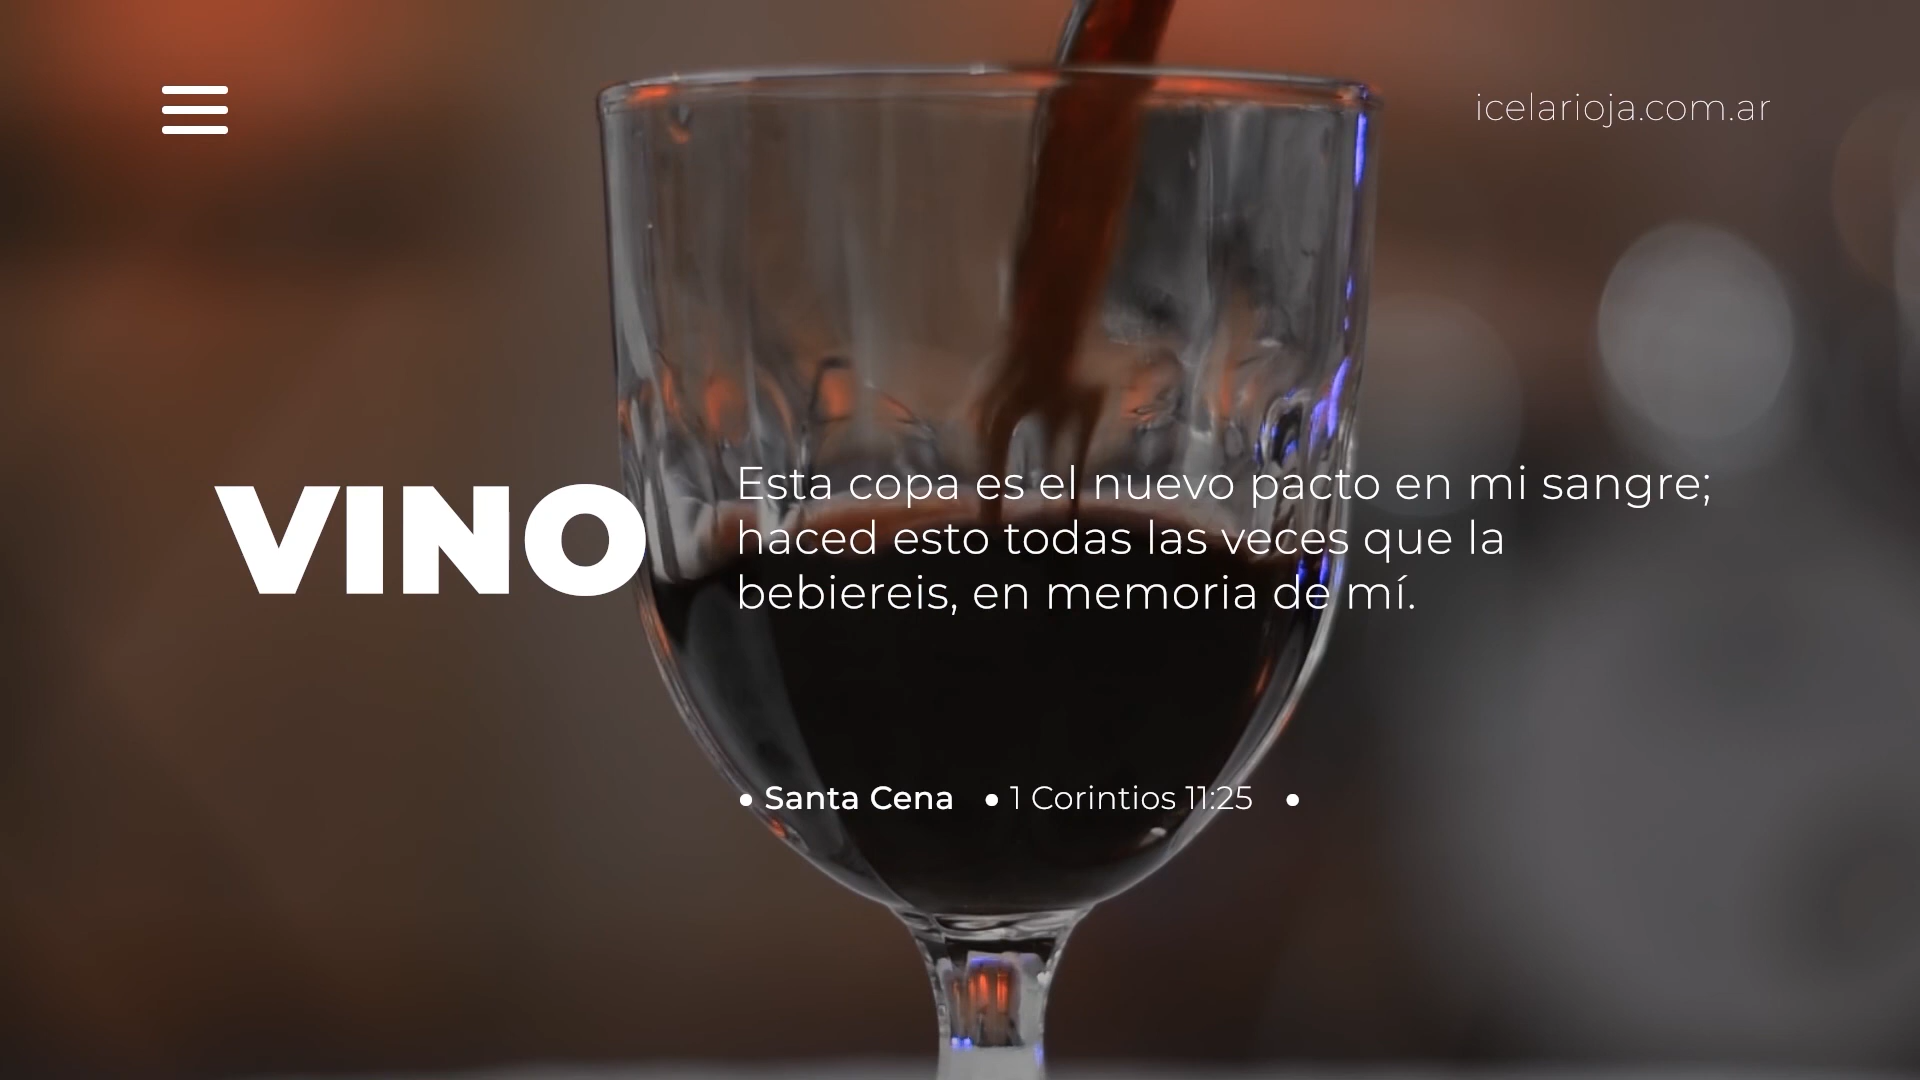 icelarioja.com.ar
VINO
Esta copa es el nuevo pacto en mi sangre;
haced esto todas las veces que la
bebiereis, en memoria de mí.
• Santa Cena • 1 Corintios 11:25 •